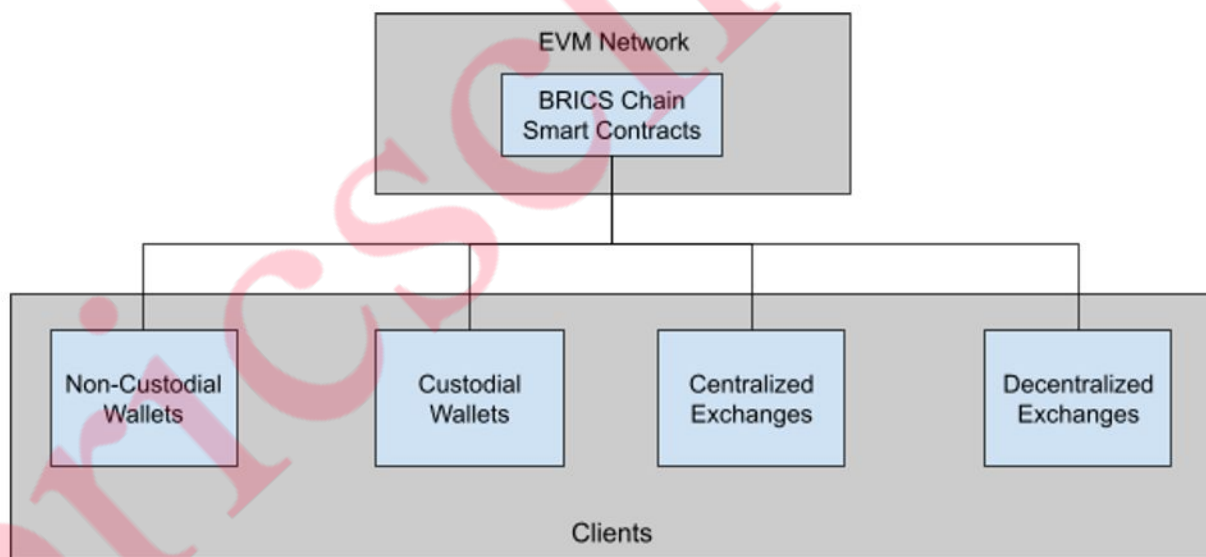 EVM Network
BRICS Chain
Smart Contracts
Non-Custodial
Wallets
Custodial
Wallets
Centralized
Exchanges
Decentralized
Exchanges
Clients